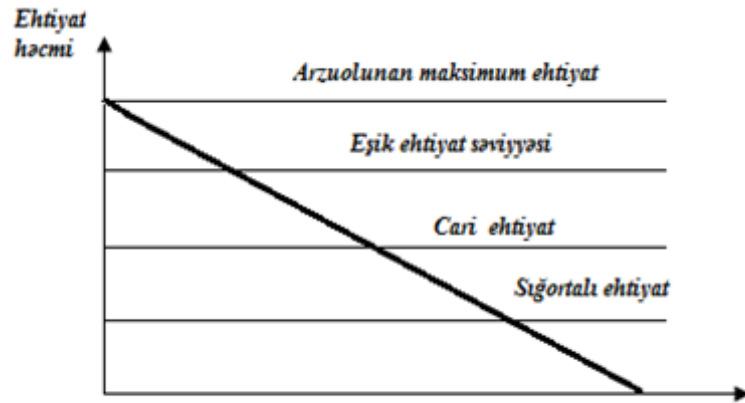 Ehtiyat
həcmi
Arzuolunan maksimum ehtiyat
Eşik ehtiyat səviyyəsi
Cari ehtiyat
Sığortalı ehtiyat